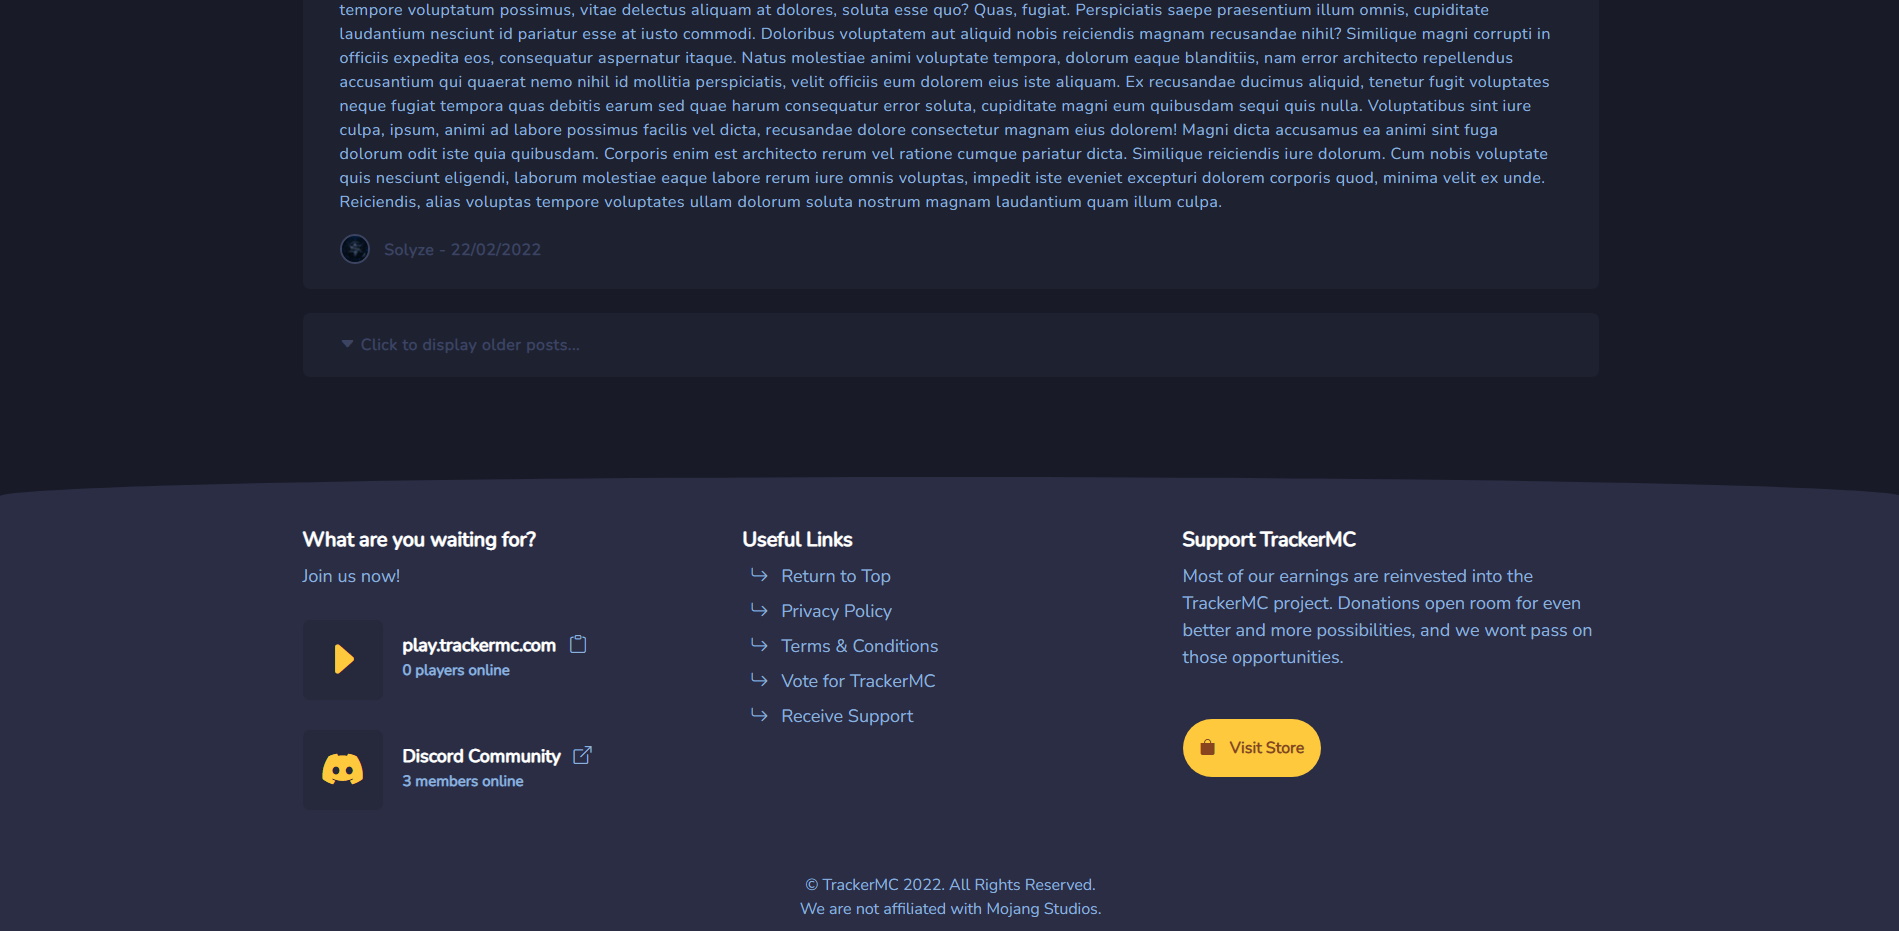 tempore voluptatum possimus, vitae delectus aliquam at dolores, soluta esse quo? Quas, fugiat. Perspiciatis saepe praesentium illum omnis, cupiditate
laudantium nesciunt id pariatur esse at iusto commodi. Doloribus voluptatem aut aliquid nobis reiciendis magnam recusandae nihil? Similique magni corrupti in
officiis expedita eos, consequatur aspernatur itaque. Natus molestiae animi voluptate tempora, dolorum eaque blanditiis, nam error architecto repellendus
accusantium qui quaerat nemo nihil id mollitia perspiciatis, velit officiis eum dolorem eius iste aliquam. Ex recusandae ducimus aliquid, tenetur fugit voluptates
neque fugiat tempora quas debitis earum sed quae harum consequatur error soluta, cupiditate magni eum quibusdam sequi quis nulla. Voluptatibus sint iure
culpa, ipsum, animi ad labore possimus facilis vel dicta, recusandae dolore consectetur magnam eius dolorem! Magni dicta accusamus ea animi sint fuga
dolorum odit iste quia quibusdam. Corporis enim est architecto rerum vel ratione cumque pariatur dicta. Similique reiciendis iure dolorum. Cum nobis voluptate
quis nesciunt eligendi, laborum molestiae eaque labore rerum iure omnis voluptas, impedit iste eveniet excepturi dolorem corporis quod, minima velit ex unde.
Reiciendis, alias voluptas tempore voluptates ullam dolorum soluta nostrum magnam laudantium quam illum culpa.
Solyze - 22/02/2022
Click to display older posts...
What are you waiting for?
Join us now!
play.trackermc.com
0 players online
Discord Community
3 members online
Useful Links
Return to Top
Privacy Policy
Terms & Conditions
Vote for TrackerMC
Receive Support
Support TrackerMC
Most of our earnings are reinvested into the
TrackerMC project. Donations open room for even
better and more possibilities, and we wont pass on
those opportunities.
Visit Store
© TrackerMC 2022. All Rights Reserved.
We are not affiliated with Mojang Studios.